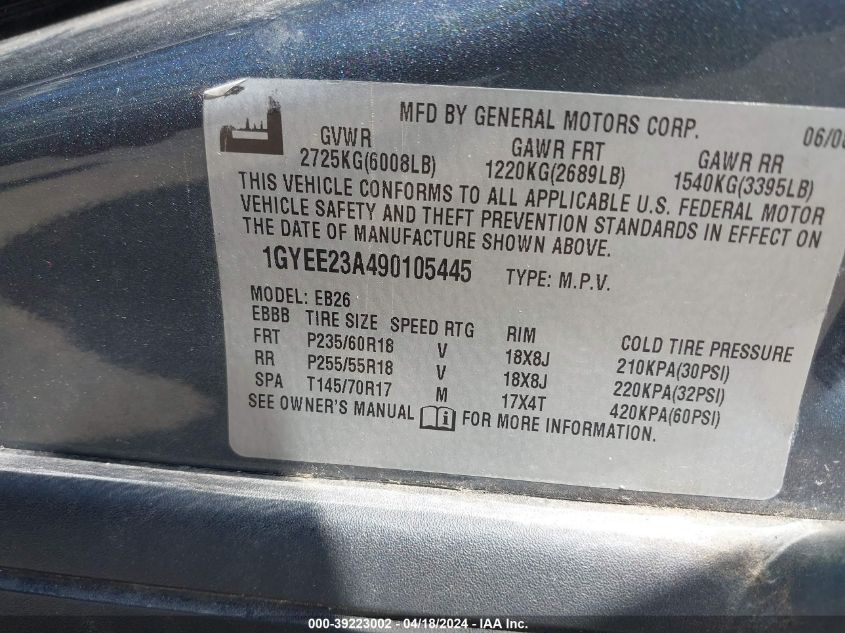 MFD BY GENERAL MOTORS CORP.
GVWR GAWR FRT GAWR RR
2725KG(6008LB) 1220KG(2689LB) 1540KG(3395LB)
THIS VEHICLE CONFORMS TO ALL APPLICABLE U.S. FEDERAL MOTOR
VEHICLE SAFETY AND THEFT PREVENTION STANDARDS IN EFFECT ON
THE DATE OF MANUFACTURE SHOWN ABOVE.
1GYEE23A490105445 TYPE: M.P.V.
MODEL: EB26
EBBB TIRE SIZE SPEED RTG RIM COLD TIRE PRESSURE
FRT P235/60R18 V 18X8J 210KPA(30PSI)
RR P255/55R18 V 18X8J 220KPA(32PSI)
SPA T145/70R17 M 17X4T 420KPA(60PSI)
SEE OWNER'S MANUAL i FOR MORE INFORMATION.
000-39223002 - 04/18/2024 - IAA Inc.